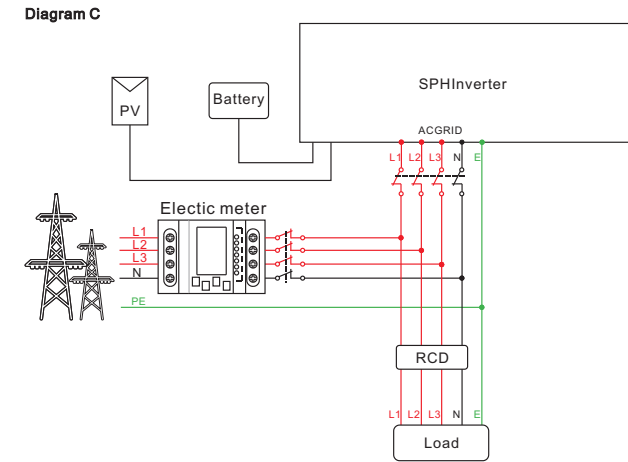 Diagram C
SPHInverter
PV
Battery
ACGRID
L1 L2 L3 N E
Electic meter
L1
L2
L3
N
PE
RCD
L1 L2 L3 N E
Load